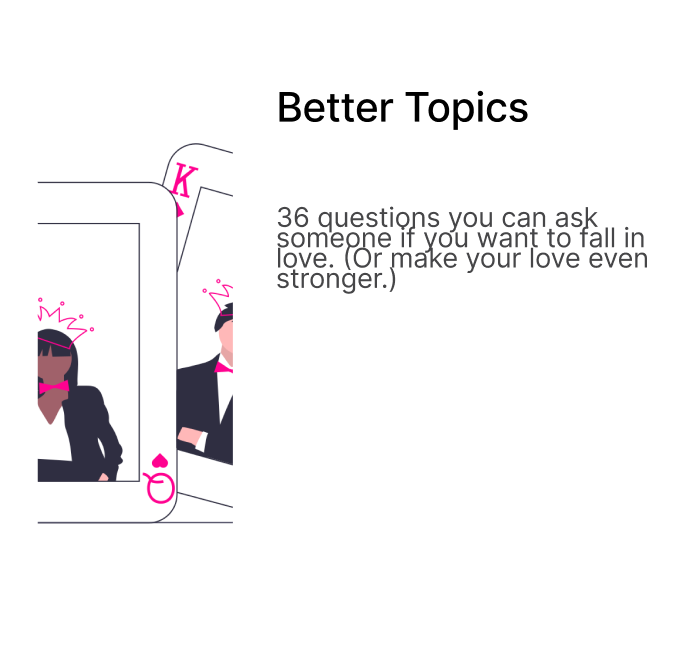 Better Topics
K
36 questions you can ask
someone if you want to fall in
love. (Or make your love even
stronger.)
Q